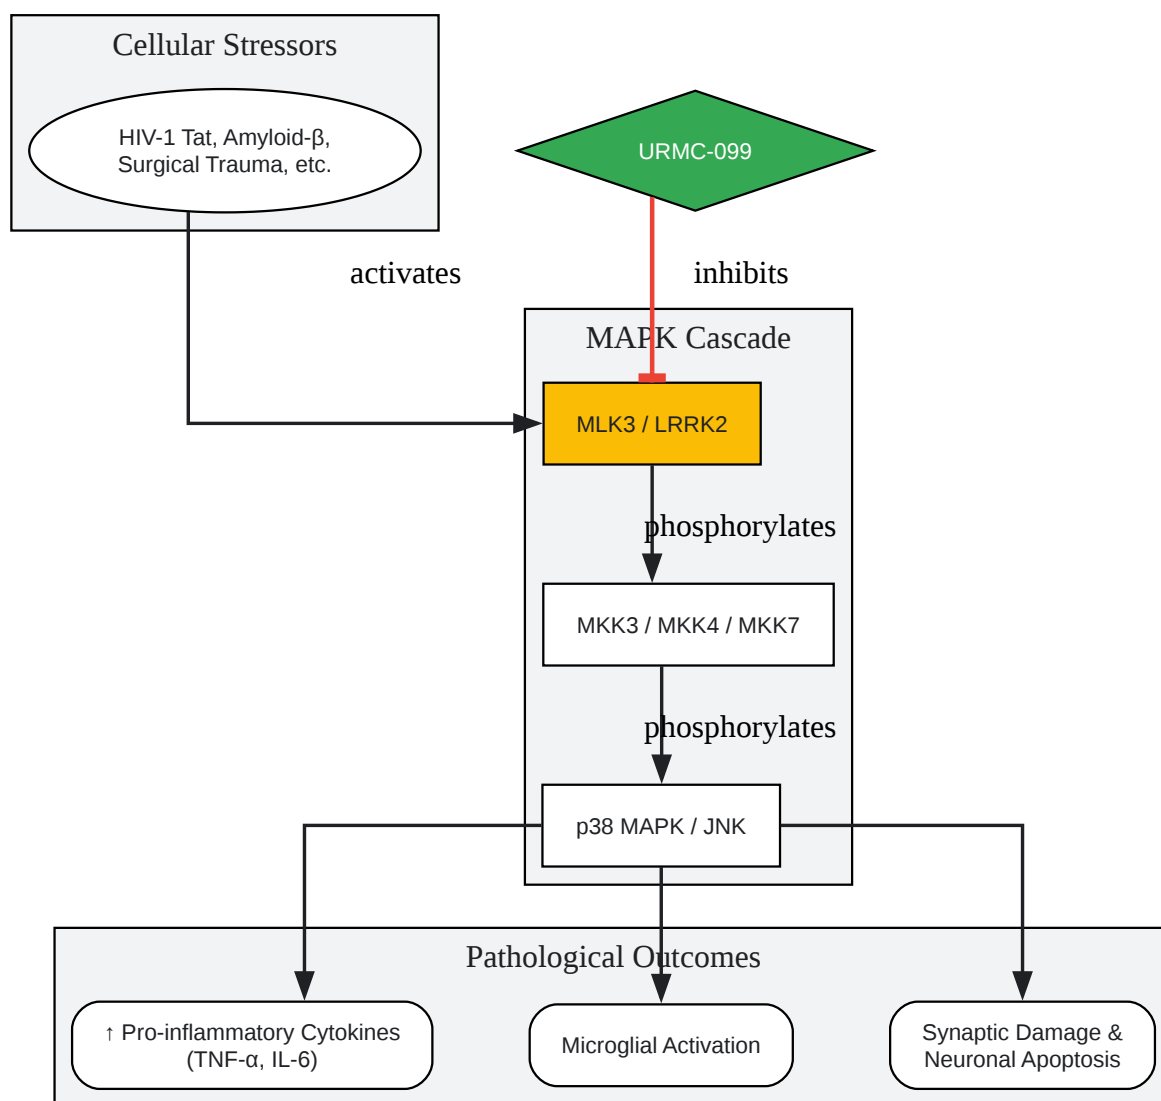 Cellular Stressors
HIV-1 Tat, Amyloid-β,
Surgical Trauma, etc.
URMC-099
activates
inhibits
MAPK Cascade
MLK3 / LRRK2
phosphorylates
MKK3 / MKK4 / MKK7
phosphorylates
p38 MAPK / JNK
Pathological Outcomes
↑ Pro-inflammatory Cytokines
(TNF-α, IL-6)
Microglial Activation
Synaptic Damage &
Neuronal Apoptosis